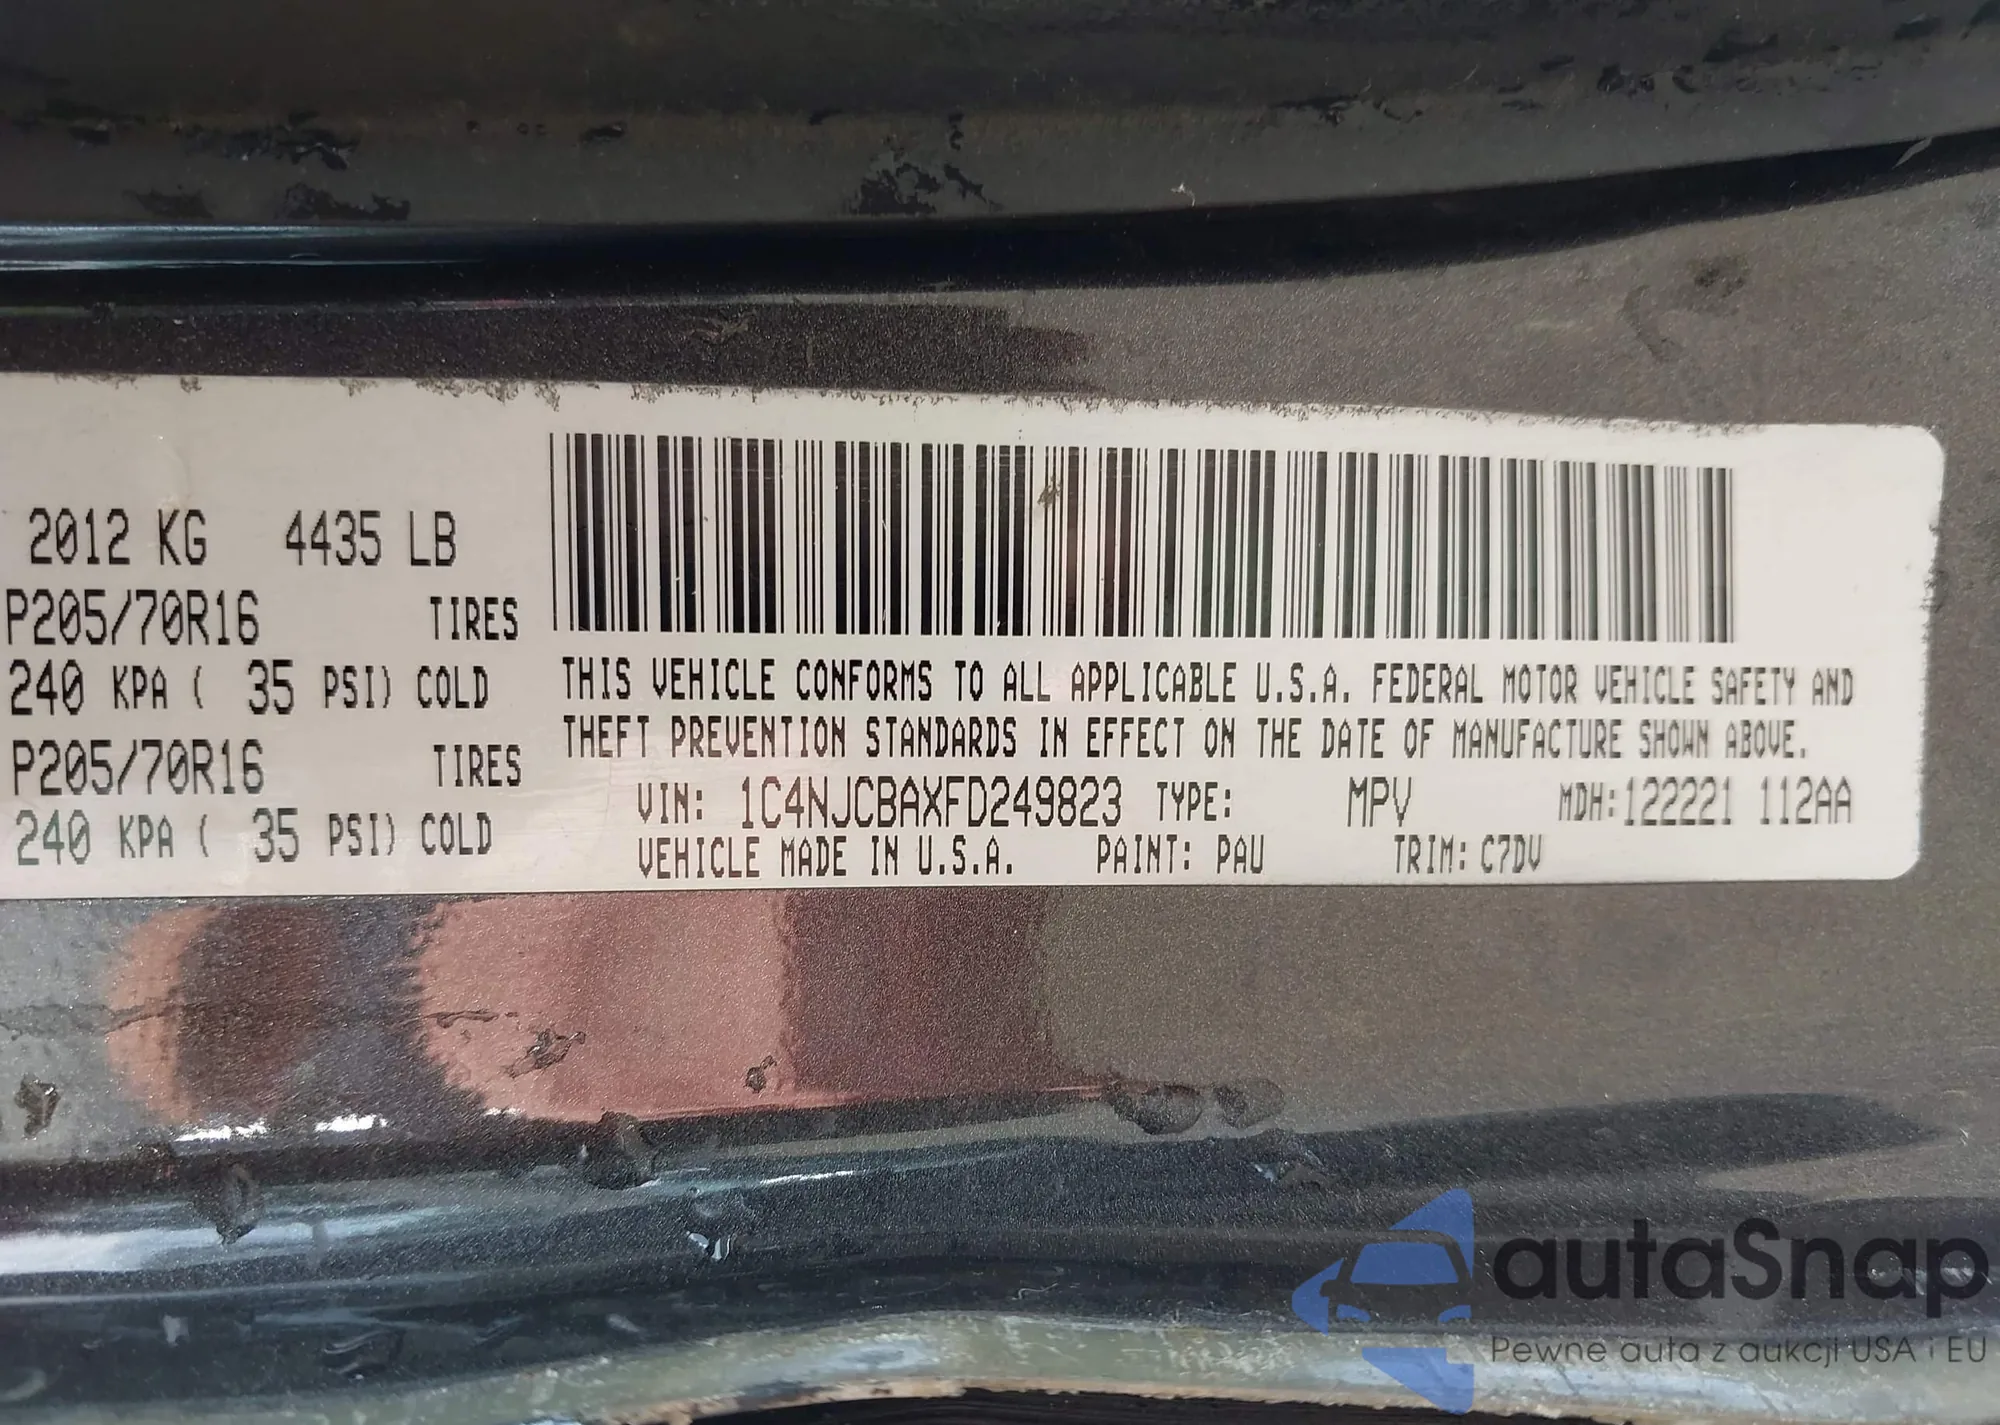 2012 KG 4435 LB
P205/70R16 TIRES
240 KPA ( 35 PSI) COLD
P205/70R16 TIRES
240 KPA ( 35 PSI) COLD
THIS VEHICLE CONFORMS TO ALL APPLICABLE U.S.A. FEDERAL MOTOR VEHICLE SAFETY AND
THEFT PREVENTION STANDARDS IN EFFECT ON THE DATE OF MANUFACTURE SHOWN ABOVE.
VIN: 1C4NJCBAXFD249823 TYPE: MPV MDH:122221 112AA
VEHICLE MADE IN U.S.A. PAINT: PAU TRIM: C7DV
autaSnap
Pewne auta z aukcji USA i EU